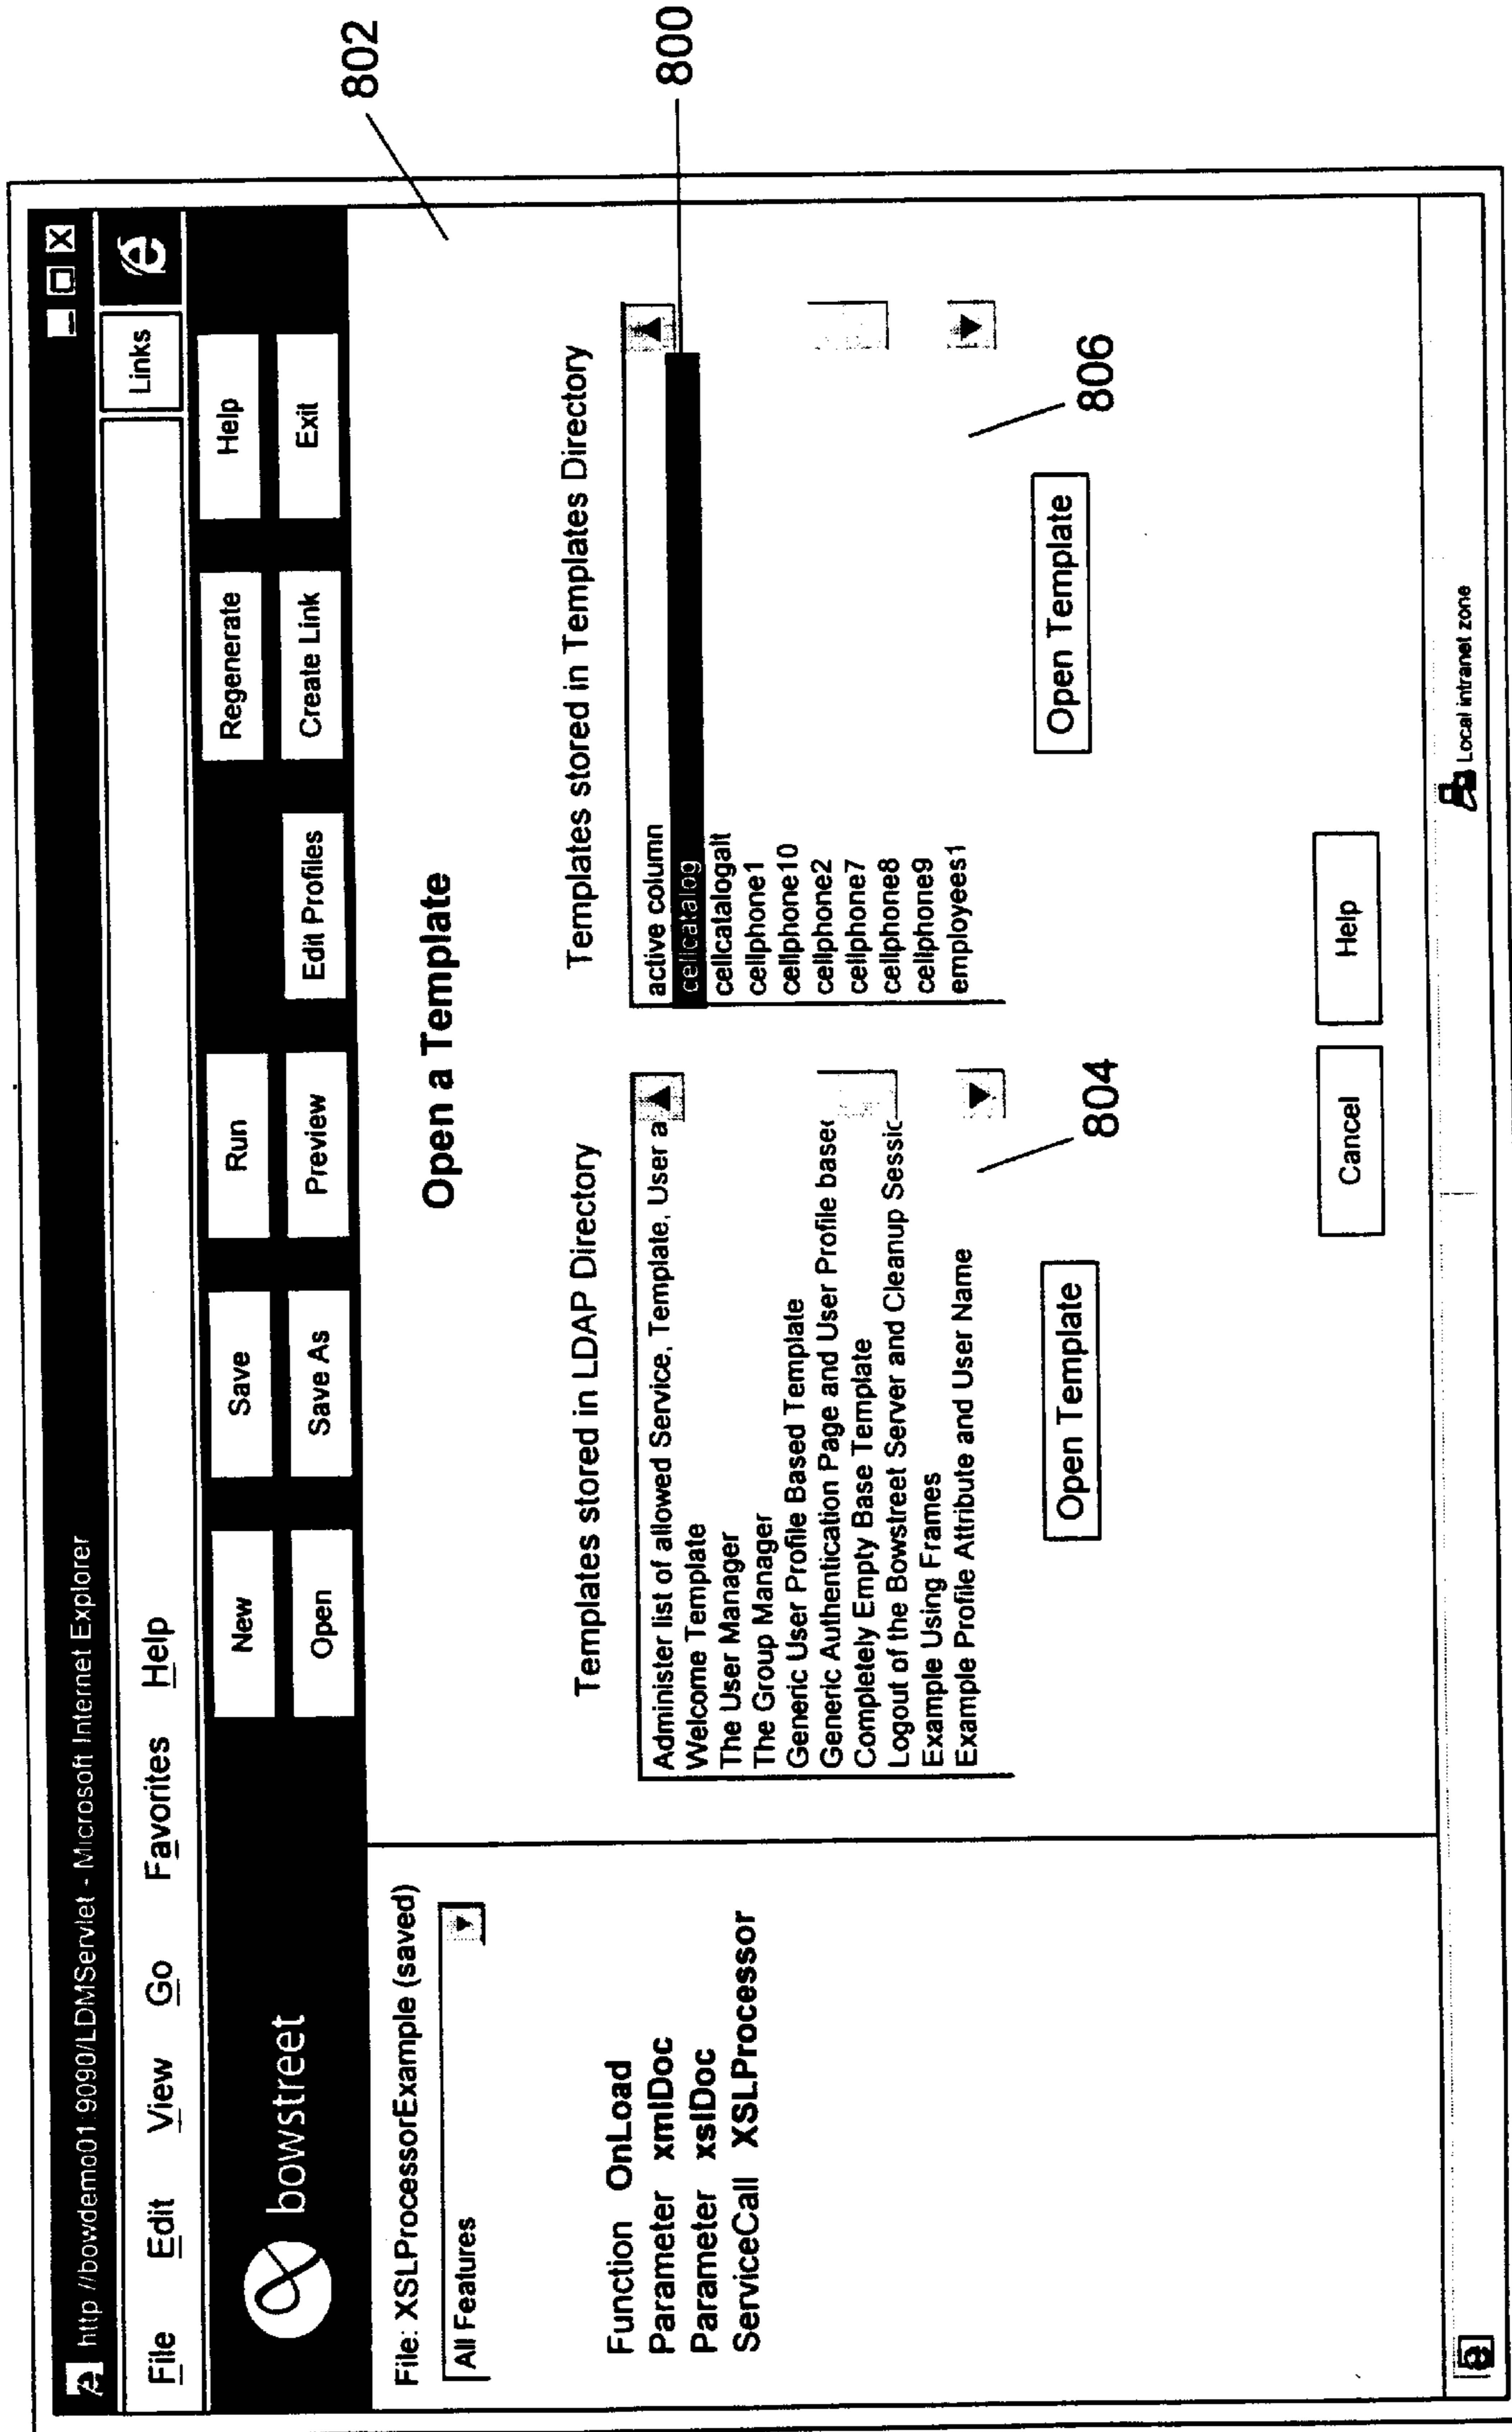 http://bowdemo01:9090/LDMServlet - Microsoft Internet Explorer
File Edit View Go Favorites Help
Links
bowstreet
New Save Run Regenerate Help
Open Save As Preview Edit Profiles Create Link Exit
802
File: XSLProcessorExample (saved)
All Features
Function OnLoad
Parameter xmlDoc
Parameter xslDoc
ServiceCall XSLProcessor
Open a Template
Templates stored in LDAP Directory
Administer list of allowed Service, Template, User a
Welcome Template
The User Manager
The Group Manager
Generic User Profile Based Template
Generic Authentication Page and User Profile based
Completely Empty Base Template
Logout of the Bowstreet Server and Cleanup Sessic
Example Using Frames
Example Profile Attribute and User Name
804
Open Template
Templates stored in Templates Directory
active column
cellcatalog
800
cellcatalogalt
cellphone1
cellphone10
cellphone2
cellphone7
cellphone8
cellphone9
employees1
806
Open Template
Cancel Help
Local intranet zone